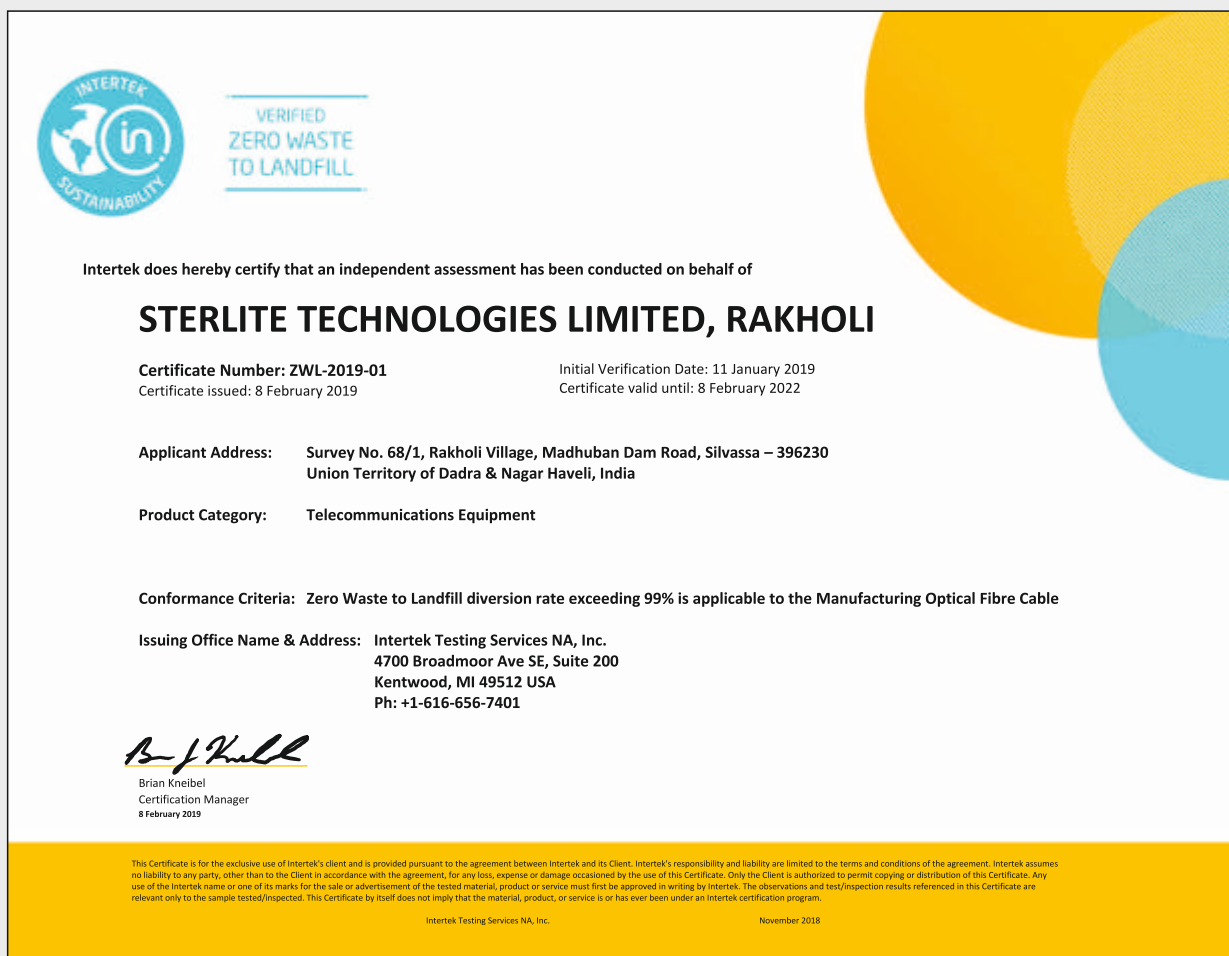 INTERTEK
in
SUSTAINABILITY
VERIFIED
ZERO WASTE
TO LANDFILL
Intertek does hereby certify that an independent assessment has been conducted on behalf of
STERLITE TECHNOLOGIES LIMITED, RAKHOLI
Certificate Number: ZWL-2019-01
Certificate issued: 8 February 2019
Initial Verification Date: 11 January 2019
Certificate valid until: 8 February 2022
Applicant Address: Survey No. 68/1, Rakholi Village, Madhuban Dam Road, Silvassa – 396230
Union Territory of Dadra & Nagar Haveli, India
Product Category: Telecommunications Equipment
Conformance Criteria: Zero Waste to Landfill diversion rate exceeding 99% is applicable to the Manufacturing Optical Fibre Cable
Issuing Office Name & Address: Intertek Testing Services NA, Inc.
4700 Broadmoor Ave SE, Suite 200
Kentwood, MI 49512 USA
Ph: +1-616-656-7401
Brian Kneibel
Certification Manager
8 February 2019
This Certificate is for the exclusive use of Intertek's client and is provided pursuant to the agreement between Intertek and its Client. Intertek's responsibility and liability are limited to the terms and conditions of the agreement. Intertek assumes
no liability to any party, other than to the Client in accordance with the agreement, for any loss, expense or damage occasioned by the use of this Certificate. Only the Client is authorized to permit copying or distribution of this Certificate. Any
use of the Intertek name or one of its marks for the sale or advertisement of the tested material, product or service must first be approved in writing by Intertek. The observations and test/inspection results referenced in this Certificate are
relevant only to the sample tested/inspected. This Certificate by itself does not imply that the material, product, or service is or has ever been under an Intertek certification program.
Intertek Testing Services NA, Inc.
November 2018